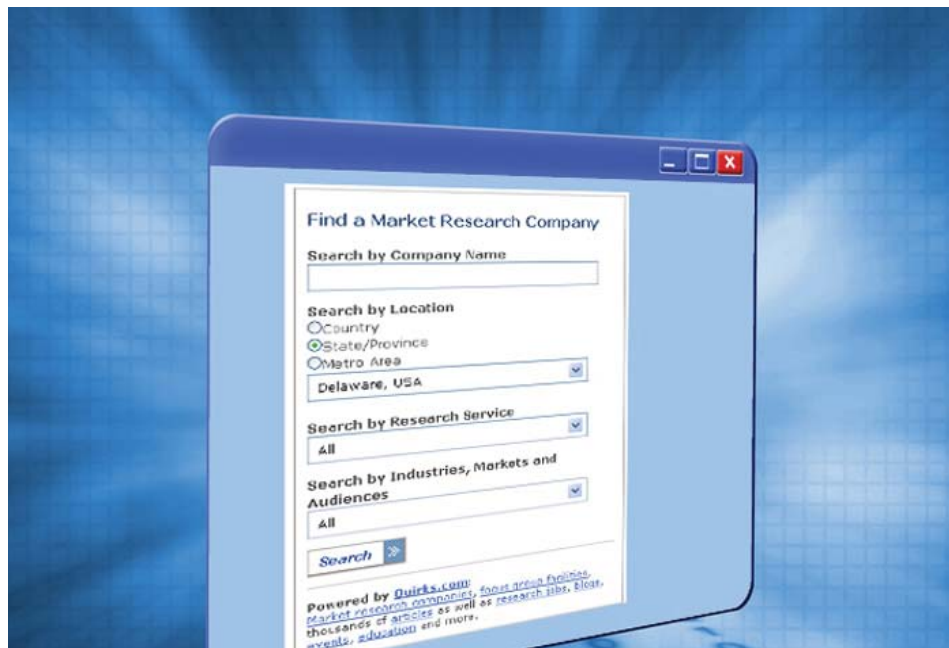 Find a Market Research Company
Search by Company Name
Search by Location
Country
State/Province
Metro Area
Delaware, USA
Search by Research Service
All
Search by Industries, Markets and
Audiences
All
Search
Powered by Quirks.com:
Market research companies, focus group facilities,
thousands of articles as well as research jobs, blogs,
events, education and more.